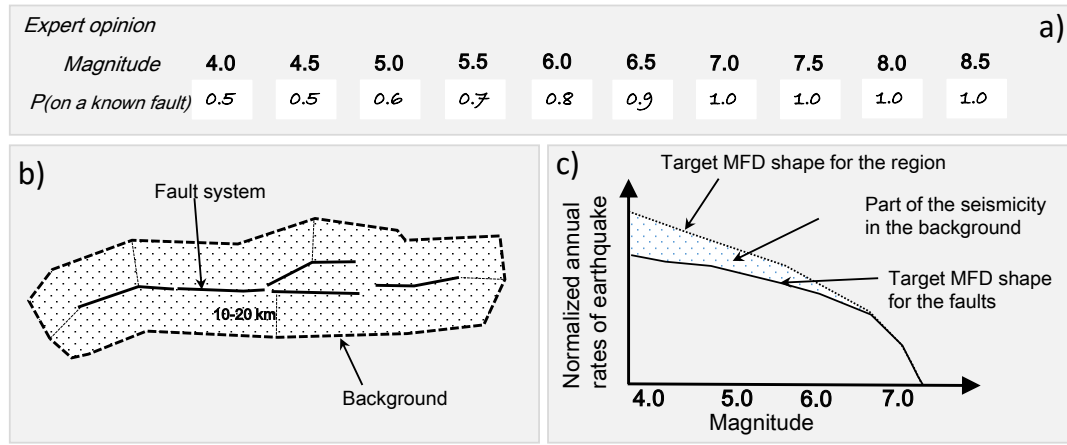 Expert opinion
a)
Magnitude 4.0 4.5 5.0 5.5 6.0 6.5 7.0 7.5 8.0 8.5
P(on a known fault) 0.5 0.5 0.6 0.7 0.8 0.9 1.0 1.0 1.0 1.0
b)
Fault system
10-20 km
Background
c)
Target MFD shape for the region
Part of the seismicity
in the background
Target MFD shape
for the faults
Normalized annual
rates of earthquake
4.0 5.0 6.0 7.0
Magnitude